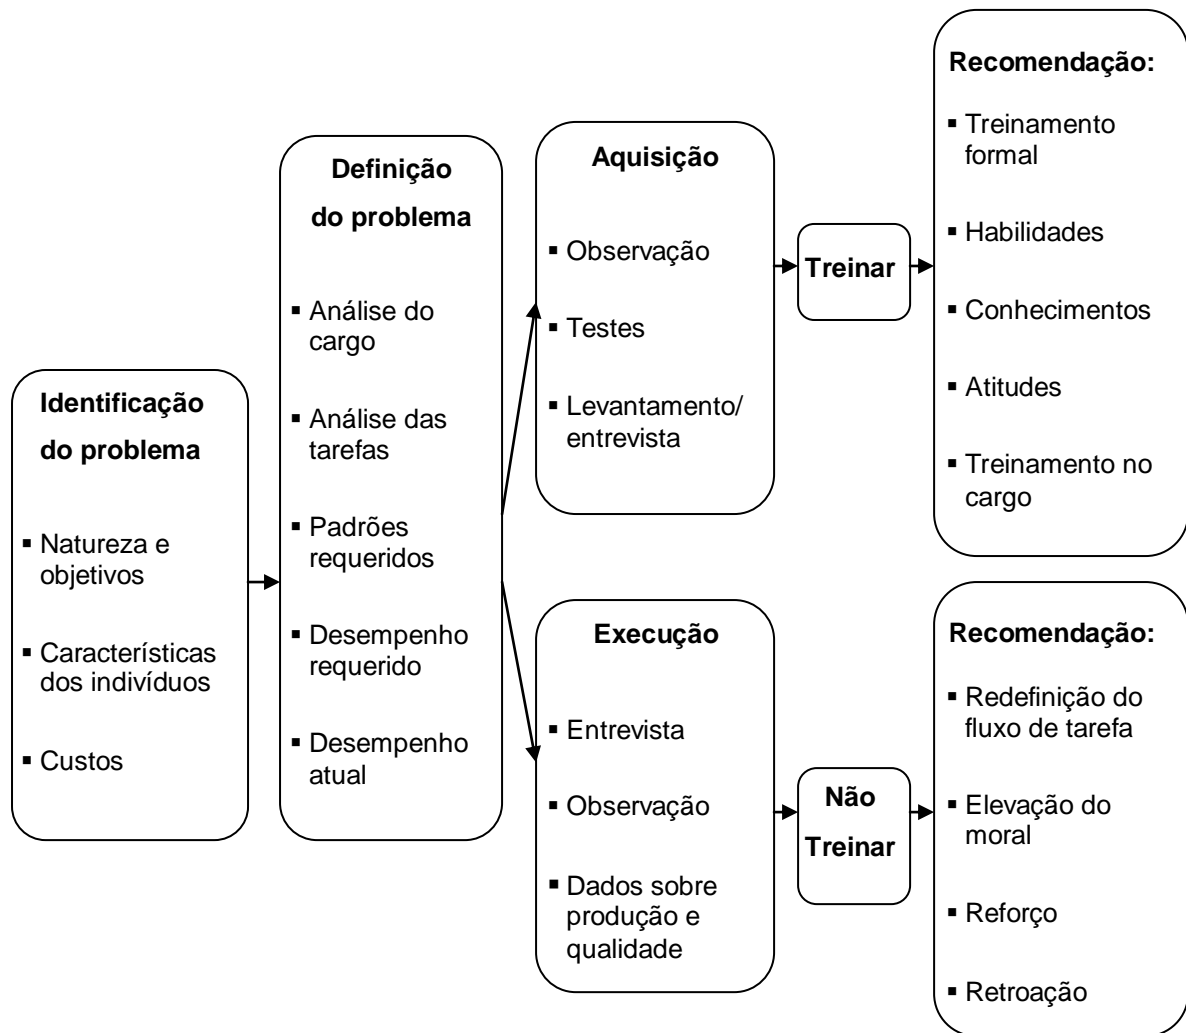 Identificação
do problema
▪ Natureza e
objetivos
▪ Características
dos indivíduos
▪ Custos
Definição
do problema
▪ Análise do
cargo
▪ Análise das
tarefas
▪ Padrões
requeridos
▪ Desempenho
requerido
▪ Desempenho
atual
Aquisição
▪ Observação
▪ Testes
▪ Levantamento/
entrevista
Treinar
Recomendação:
▪ Treinamento
formal
▪ Habilidades
▪ Conhecimentos
▪ Atitudes
▪ Treinamento no
cargo
Execução
▪ Entrevista
▪ Observação
▪ Dados sobre
produção e
qualidade
Não
Treinar
Recomendação:
▪ Redefinição do
fluxo de tarefa
▪ Elevação do
moral
▪ Reforço
▪ Retroação